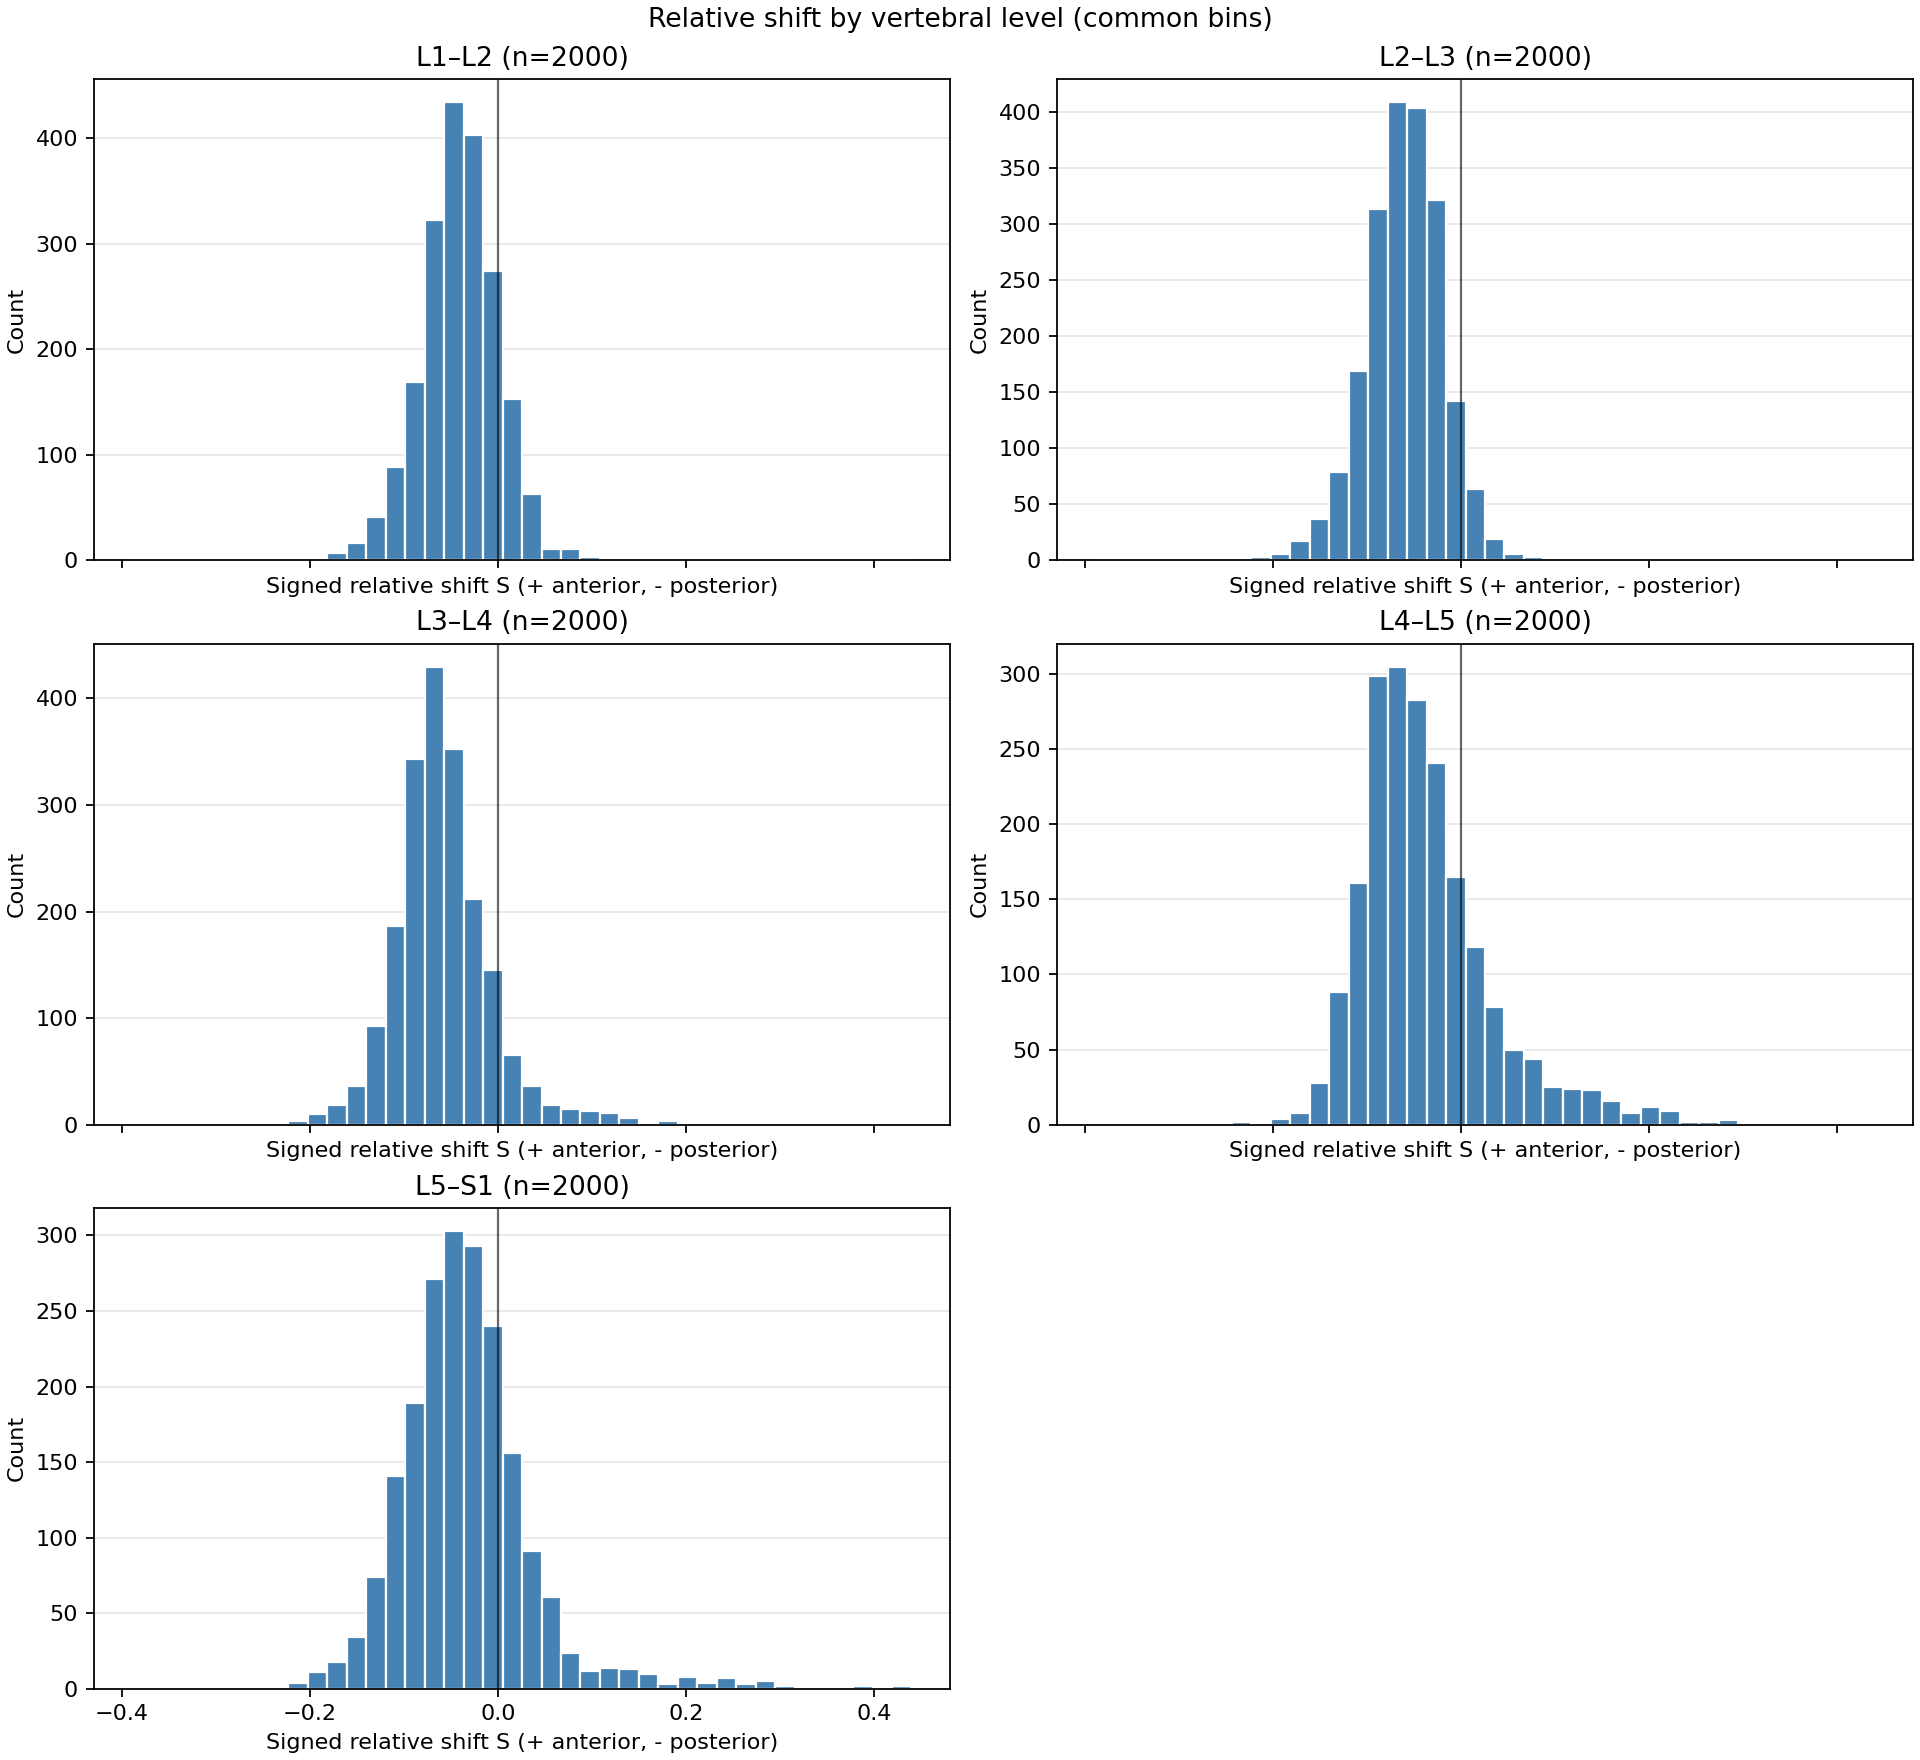 Relative shift by vertebral level (common bins)
L1–L2 (n=2000)
Count
0
100
200
300
400
Signed relative shift S (+ anterior, - posterior)
L2–L3 (n=2000)
Count
0
50
100
150
200
250
300
350
400
Signed relative shift S (+ anterior, - posterior)
L3–L4 (n=2000)
Count
0
100
200
300
400
Signed relative shift S (+ anterior, - posterior)
L4–L5 (n=2000)
Count
0
50
100
150
200
250
300
Signed relative shift S (+ anterior, - posterior)
L5–S1 (n=2000)
Count
0
50
100
150
200
250
300
−0.4 −0.2 0.0 0.2 0.4
Signed relative shift S (+ anterior, - posterior)